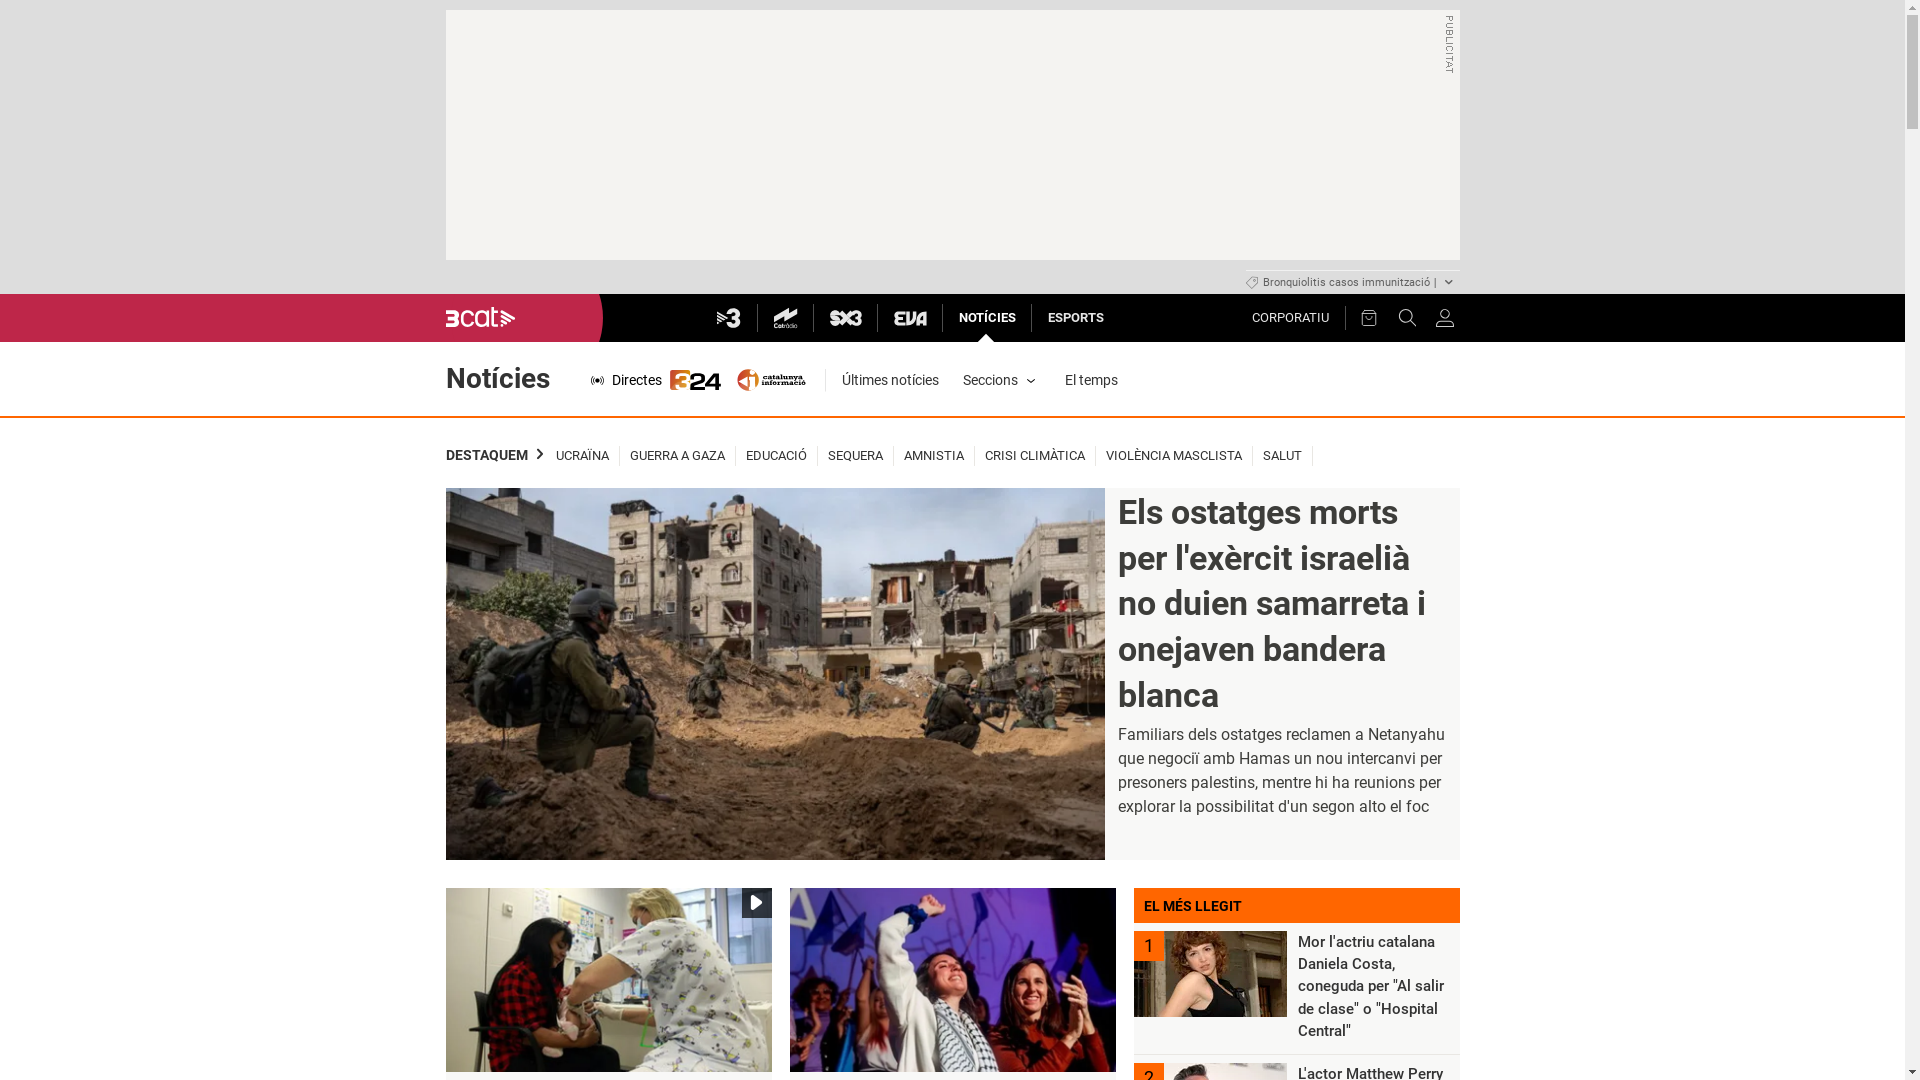 PUBLICITAT
Bronquiolitis casos immunització |
3cat
3
Catràdio
SX3
EVA
NOTÍCIES
ESPORTS
CORPORATIU
Notícies
Directes
324
catalunya
informació
Últimes notícies
Seccions
El temps
DESTAQUEM
UCRAÏNA
GUERRA A GAZA
EDUCACIÓ
SEQUERA
AMNISTIA
CRISI CLIMÀTICA
VIOLÈNCIA MASCLISTA
SALUT
Els ostatges morts
per l'exèrcit israelià
no duien samarreta i
onejaven bandera
blanca
Familiars dels ostatges reclamen a Netanyahu
que negociï amb Hamas un nou intercanvi per
presoners palestins, mentre hi ha reunions per
explorar la possibilitat d'un segon alto el foc
EL MÉS LLEGIT
1
Mor l'actriu catalana
Daniela Costa,
coneguda per "Al salir
de clase" o "Hospital
Central"
2
L'actor Matthew Perry